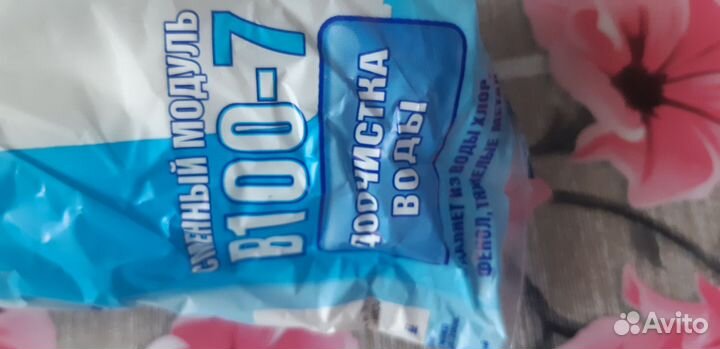 СМЕННЫЙ МОДУЛЬ
В100-7
ДООЧИСТКА
ВОДЫ
УДАЛЯЕТ ИЗ ВОДЫ ХЛОР,
ФЕНОЛ, ТЯЖЕЛЫЕ
Avito